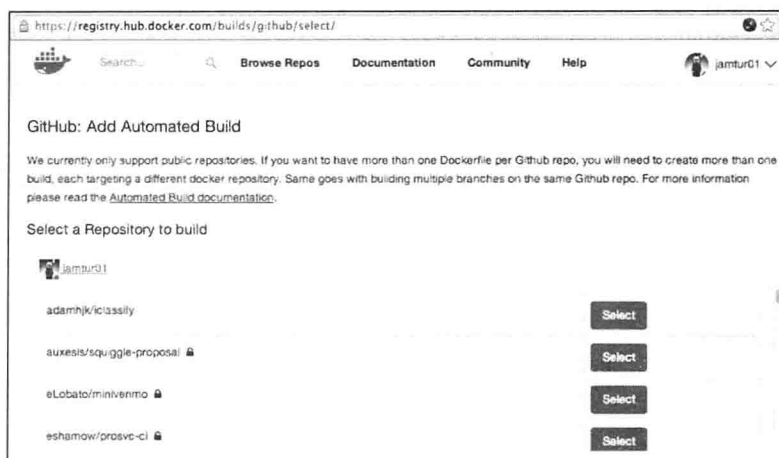 https://registry.hub.docker.com/builds/github/select/
Search... Browse Repos Documentation Community Help jamtur01
GitHub: Add Automated Build
We currently only support public repositories. If you want to have more than one Dockerfile per Github repo, you will need to create more than one
build, each targeting a different docker repository. Same goes with building multiple branches on the same Github repo. For more information
please read the Automated Build documentation.
Select a Repository to build
jamtur01
adamhjk/iclassify Select
auxesis/squiggle-proposal Select
eLobato/minivenmo Select
eshamow/prosvc-ci Select